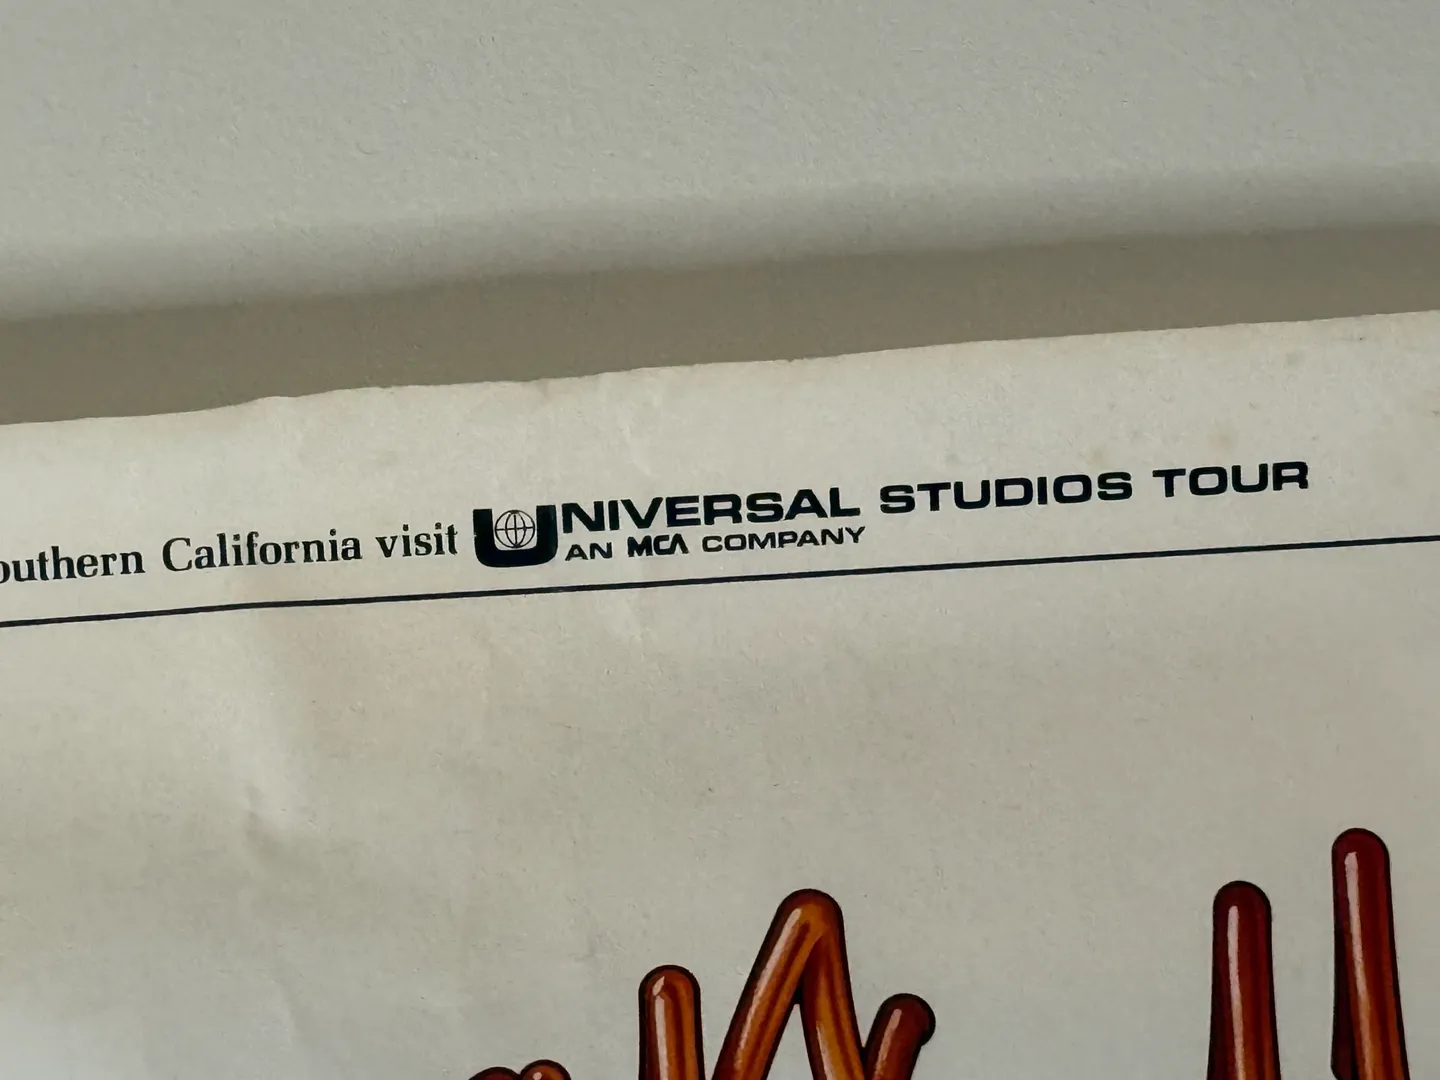 outhern California visit UNIVERSAL STUDIOS TOUR
AN MCA COMPANY